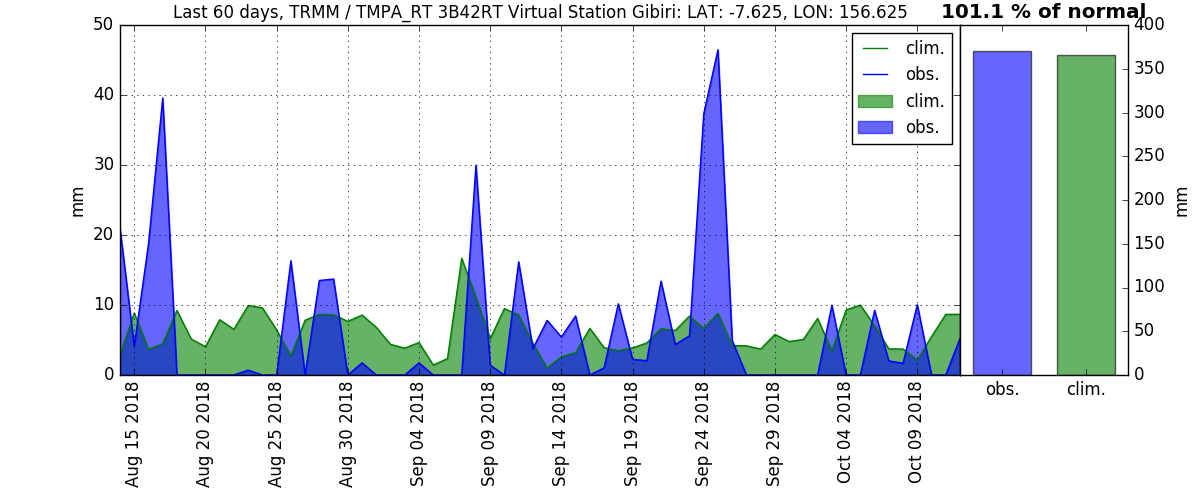 Last 60 days, TRMM / TMPA_RT 3B42RT Virtual Station Gibiri: LAT: -7.625, LON: 156.625
101.1 % of normal
50
40
30
20
10
0
mm
clim.
obs.
clim.
obs.
400
350
300
250
200
150
100
50
0
mm
Aug 15 2018
Aug 20 2018
Aug 25 2018
Aug 30 2018
Sep 04 2018
Sep 09 2018
Sep 14 2018
Sep 19 2018
Sep 24 2018
Sep 29 2018
Oct 04 2018
Oct 09 2018
obs.
clim.